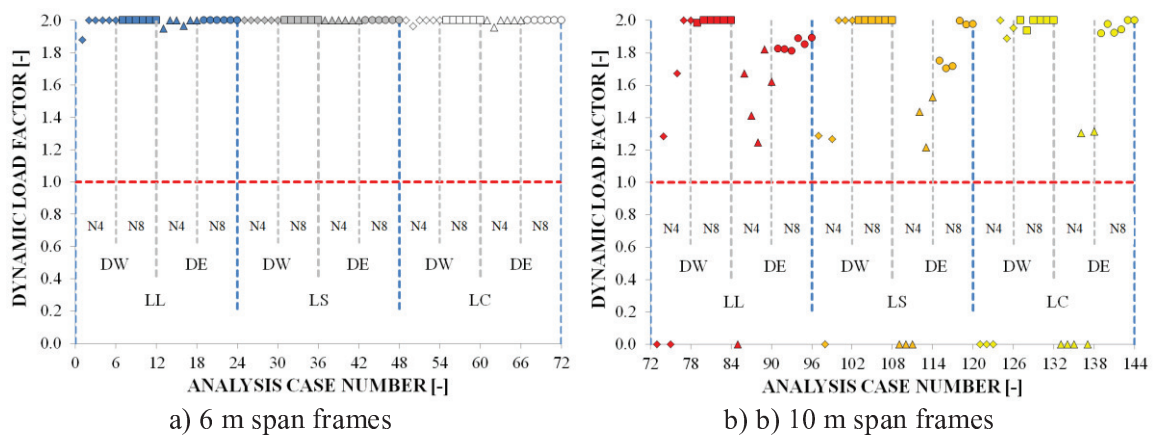 DYNAMIC LOAD FACTOR [-]
2.0
1.8
1.6
1.4
1.2
1.0
0.8
0.6
0.4
0.2
0.0
N4 N8 N4 N8 N4 N8 N4 N8 N4 N8 N4 N8
DW DE DW DE DW DE
LL LS LC
0 6 12 18 24 30 36 42 48 54 60 66 72
ANALYSIS CASE NUMBER [-]
a) 6 m span frames
DYNAMIC LOAD FACTOR [-]
2.0
1.8
1.6
1.4
1.2
1.0
0.8
0.6
0.4
0.2
0.0
N4 N8 N4 N8 N4 N8 N4 N8 N4 N8 N4 N8
DW DE DW DE DW DE
LL LS LC
72 78 84 90 96 102 108 114 120 126 132 138 144
ANALYSIS CASE NUMBER [-]
b) b) 10 m span frames